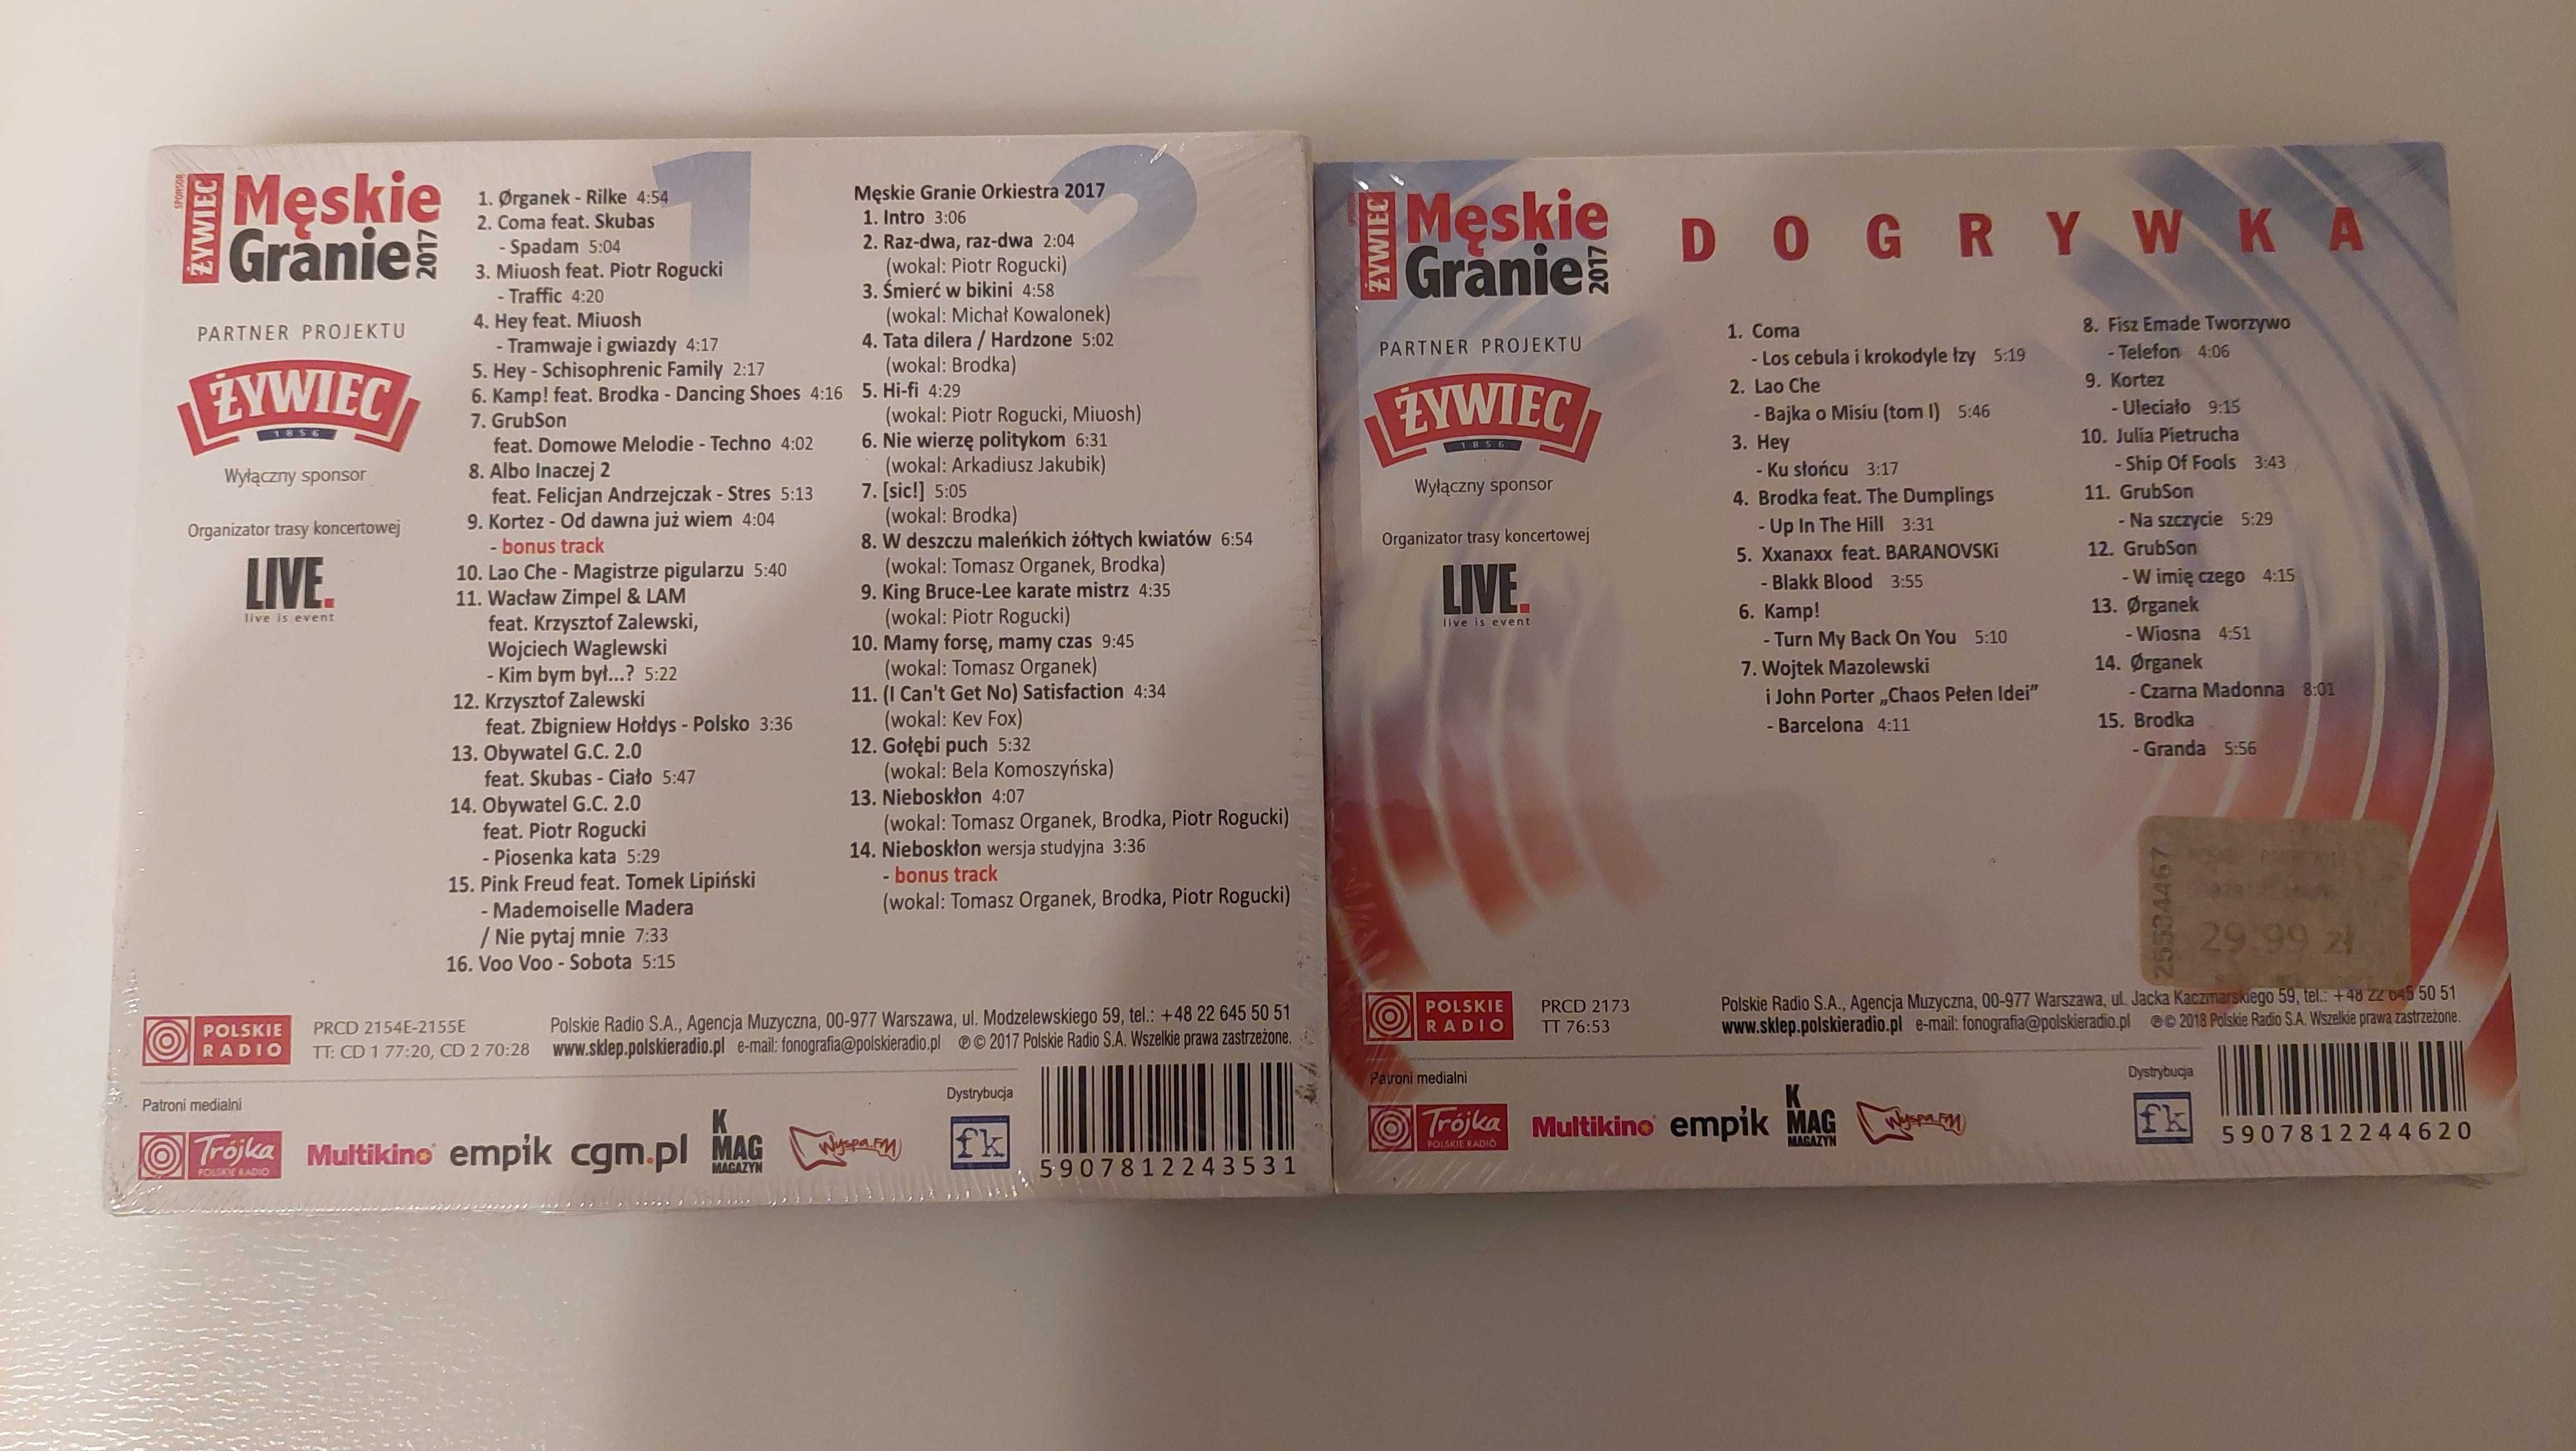 SPONSOR
ŻYWIEC
Męskie
Granie
2017
PARTNER PROJEKTU
ŻYWIEC
1856
Wyłączny sponsor
Organizator trasy koncertowej
LIVE.
live is event
1
1. Ørganek - Rilke 4:54
2. Coma feat. Skubas
- Spadam 5:04
3. Miuosh feat. Piotr Rogucki
- Traffic 4:20
4. Hey feat. Miuosh
- Tramwaje i gwiazdy 4:17
5. Hey - Schisophrenic Family 2:17
6. Kamp! feat. Brodka - Dancing Shoes 4:16
7. GrubSon
feat. Domowe Melodie - Techno 4:02
8. Albo Inaczej 2
feat. Felicjan Andrzejczak - Stres 5:13
9. Kortez - Od dawna już wiem 4:04
- bonus track
10. Lao Che - Magistrze pigularzu 5:40
11. Wacław Zimpel & LAM
feat. Krzysztof Zalewski,
Wojciech Waglewski
- Kim bym był...? 5:22
12. Krzysztof Zalewski
feat. Zbigniew Hołdys - Polsko 3:36
13. Obywatel G.C. 2.0
feat. Skubas - Ciało 5:47
14. Obywatel G.C. 2.0
feat. Piotr Rogucki
- Piosenka kata 5:29
15. Pink Freud feat. Tomek Lipiński
- Mademoiselle Madera
/ Nie pytaj mnie 7:33
16. Voo Voo - Sobota 5:15
2
Męskie Granie Orkiestra 2017
1. Intro 3:06
2. Raz-dwa, raz-dwa 2:04
(wokal: Piotr Rogucki)
3. Śmierć w bikini 4:58
(wokal: Michał Kowalonek)
4. Tata dilera / Hardzone 5:02
(wokal: Brodka)
5. Hi-fi 4:29
(wokal: Piotr Rogucki, Miuosh)
6. Nie wierzę politykom 6:31
(wokal: Arkadiusz Jakubik)
7. [sic!] 5:05
(wokal: Brodka)
8. W deszczu maleńkich żółtych kwiatów 6:54
(wokal: Tomasz Organek, Brodka)
9. King Bruce-Lee karate mistrz 4:35
(wokal: Piotr Rogucki)
10. Mamy forsę, mamy czas 9:45
(wokal: Tomasz Organek)
11. (I Can't Get No) Satisfaction 4:34
(wokal: Kev Fox)
12. Gołębi puch 5:32
(wokal: Bela Komoszyńska)
13. Nieboskłon 4:07
(wokal: Tomasz Organek, Brodka, Piotr Rogucki)
14. Nieboskłon wersja studyjna 3:36
- bonus track
(wokal: Tomasz Organek, Brodka, Piotr Rogucki)
POLSKIE
RADIO
PRCD 2154E-2155E
TT: CD 1 77:20, CD 2 70:28
Polskie Radio S.A., Agencja Muzyczna, 00-977 Warszawa, ul. Modzelewskiego 59, tel.: +48 22 645 50 51
www.sklep.polskieradio.pl e-mail: fonografia@polskieradio.pl ℗ © 2017 Polskie Radio S.A. Wszelkie prawa zastrzeżone.
Patroni medialni
Trójka
POLSKIE RADIO
Multikino
empik
cgm.pl
K
MAG
MAGAZYN
Wyspa.FM
Dystrybucja
fk
5907812243531
ŻYWIEC
Męskie
Granie
2017
PARTNER PROJEKTU
ŻYWIEC
1856
Wyłączny sponsor
Organizator trasy koncertowej
LIVE.
live is event
DOGRYWKA
1. Coma
- Los cebula i krokodyle łzy 5:19
2. Lao Che
- Bajka o Misiu (tom I) 5:46
3. Hey
- Ku słońcu 3:17
4. Brodka feat. The Dumplings
- Up In The Hill 3:31
5. Xxanaxx feat. BARANOVSKi
- Blakk Blood 3:55
6. Kamp!
- Turn My Back On You 5:10
7. Wojtek Mazolewski
i John Porter „Chaos Pełen Idei”
- Barcelona 4:11
8. Fisz Emade Tworzywo
- Telefon 4:06
9. Kortez
- Uleciało 9:15
10. Julia Pietrucha
- Ship Of Fools 3:43
11. GrubSon
- Na szczycie 5:29
12. GrubSon
- W imię czego 4:15
13. Ørganek
- Wiosna 4:51
14. Ørganek
- Czarna Madonna 8:01
15. Brodka
- Granda 5:56
255344467
29.99 zł
POLSKIE
RADIO
PRCD 2173
TT 76:53
Polskie Radio S.A., Agencja Muzyczna, 00-977 Warszawa, ul. Jacka Kaczmarskiego 59, tel.: +48 22 645 50 51
www.sklep.polskieradio.pl e-mail: fonografia@polskieradio.pl ℗ © 2018 Polskie Radio S.A. Wszelkie prawa zastrzeżone.
Patroni medialni
Trójka
POLSKIE RADIO
Multikino
empik
K
MAG
MAGAZYN
Wyspa.FM
Dystrybucja
fk
5907812244620